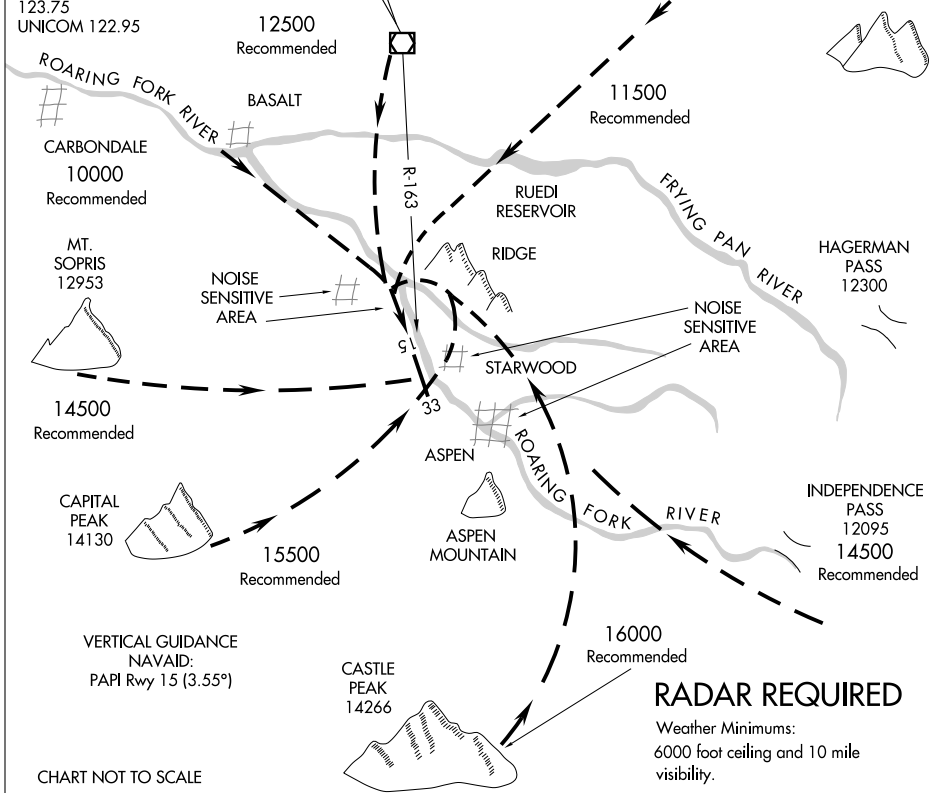 123.75
UNICOM 122.95
12500
Recommended
ROARING FORK RIVER
BASALT
11500
Recommended
CARBONDALE
10000
Recommended
R-163
RUEDI
RESERVOIR
FRYING PAN RIVER
MT.
SOPRIS
12953
NOISE
SENSITIVE
AREA
RIDGE
HAGERMAN
PASS
12300
NOISE
SENSITIVE
AREA
15
STARWOOD
33
14500
Recommended
ASPEN
ROARING FORK RIVER
CAPITAL
PEAK
14130
15500
Recommended
ASPEN
MOUNTAIN
INDEPENDENCE
PASS
12095
14500
Recommended
VERTICAL GUIDANCE
NAVAID:
PAPI Rwy 15 (3.55°)
CASTLE
PEAK
14266
16000
Recommended
RADAR REQUIRED
Weather Minimums:
6000 foot ceiling and 10 mile
visibility.
CHART NOT TO SCALE